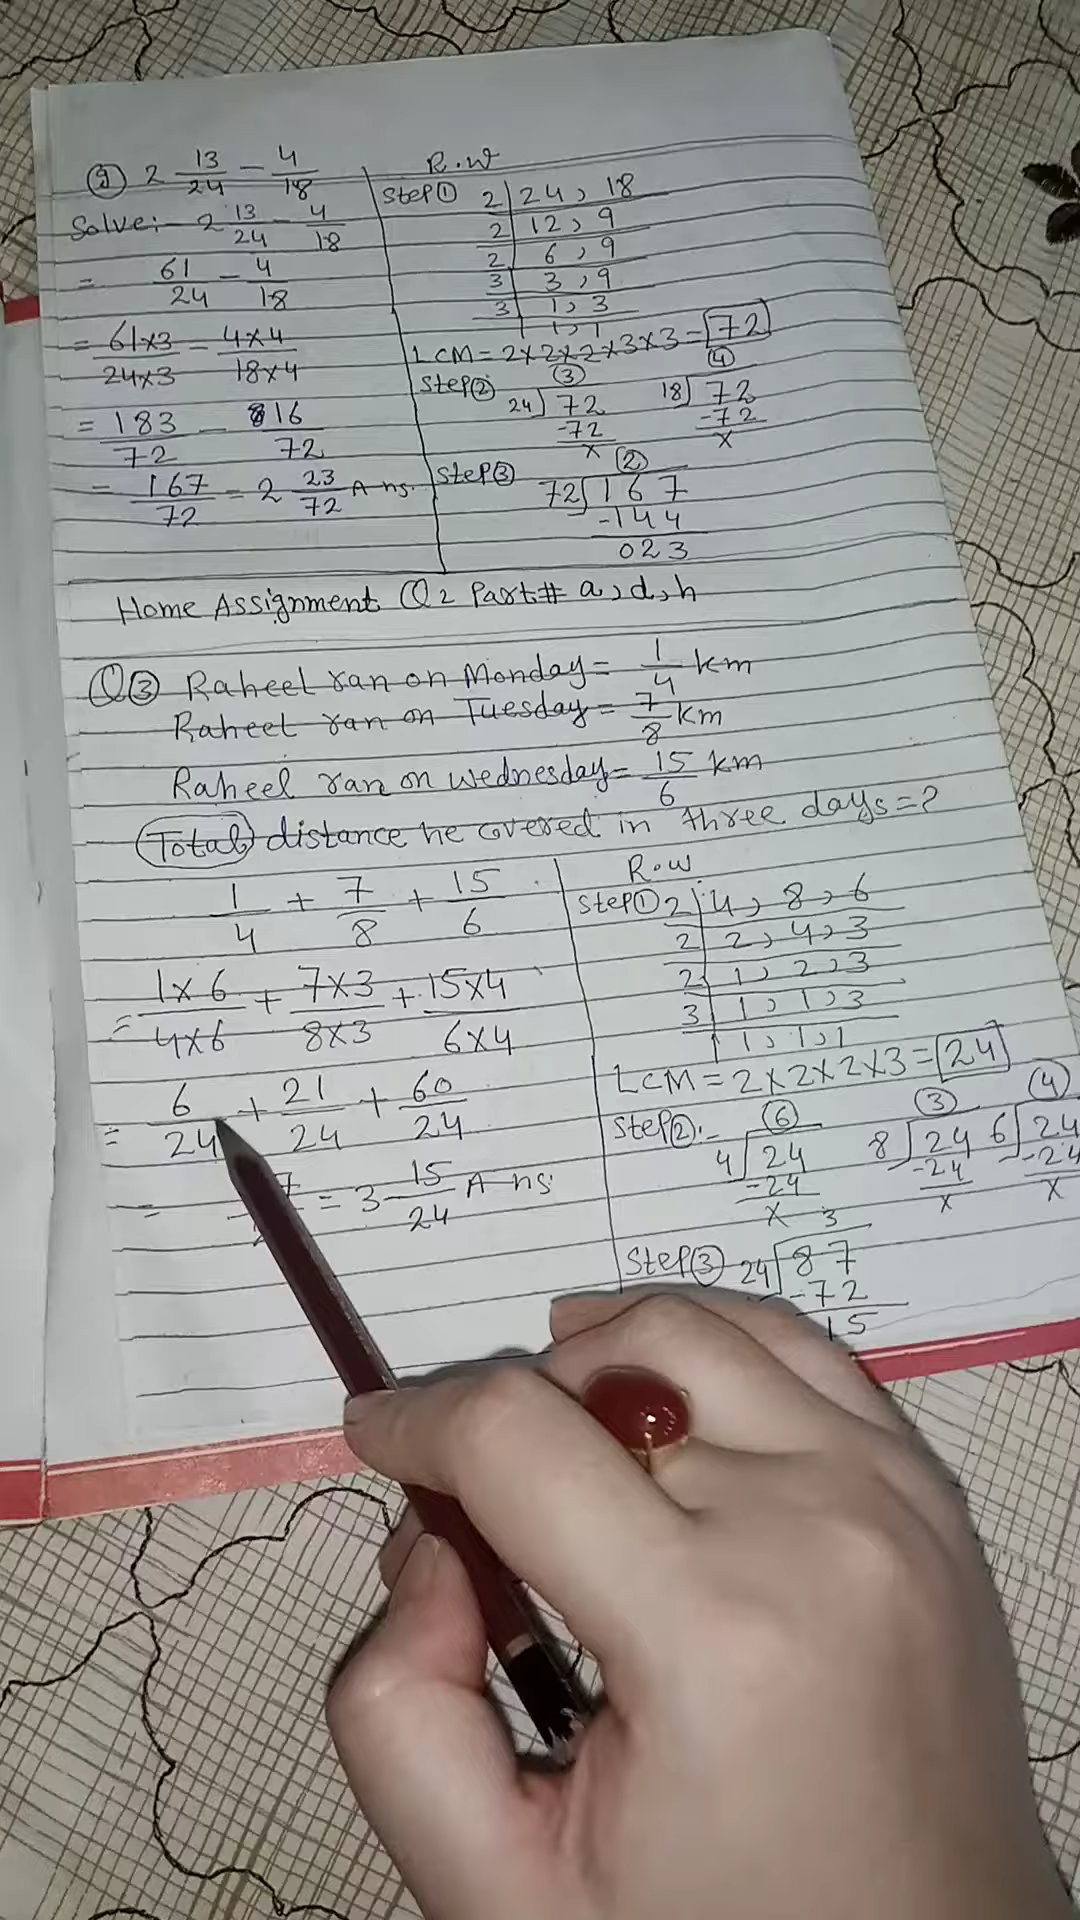 (g) 2 13/24 - 4/18
Solve:- 2 13/24 - 4/18
= 61/24 - 4/18
= 61×3/24×3 - 4×4/18×4
= 183/72 - 16/72
= 167/72 = 2 23/72 Ans.
R.W
Step① 2 | 24, 18
2 | 12, 9
2 | 6, 9
3 | 3, 9
3 | 1, 3
1, 1
LCM = 2×2×2×3×3 = 72
Step② 24) 72 (3) 18) 72 (4)
-72 -72
x x
Step③ 72) 167 (2)
-144
023
Home Assignment Q2 Part# a, d, h
Q③ Raheel ran on Monday = 1/4 km
Raheel ran on Tuesday = 7/8 km
Raheel ran on wednesday = 15/6 km
Total distance he covered in three days = ?
1/4 + 7/8 + 15/6
= 1×6/4×6 + 7×3/8×3 + 15×4/6×4
= 6/24 + 21/24 + 60/24
= 7 = 3 15/24 Ans
R.W
Step① 2 | 4, 8, 6
2 | 2, 4, 3
2 | 1, 2, 3
3 | 1, 1, 3
1, 1, 1
LCM = 2×2×2×3 = 24
Step②:- 4) 24 (6) 8) 24 (3) 6) 24 (4)
-24 -24 -24
x x x
Step③ 24) 87 3
-72
15